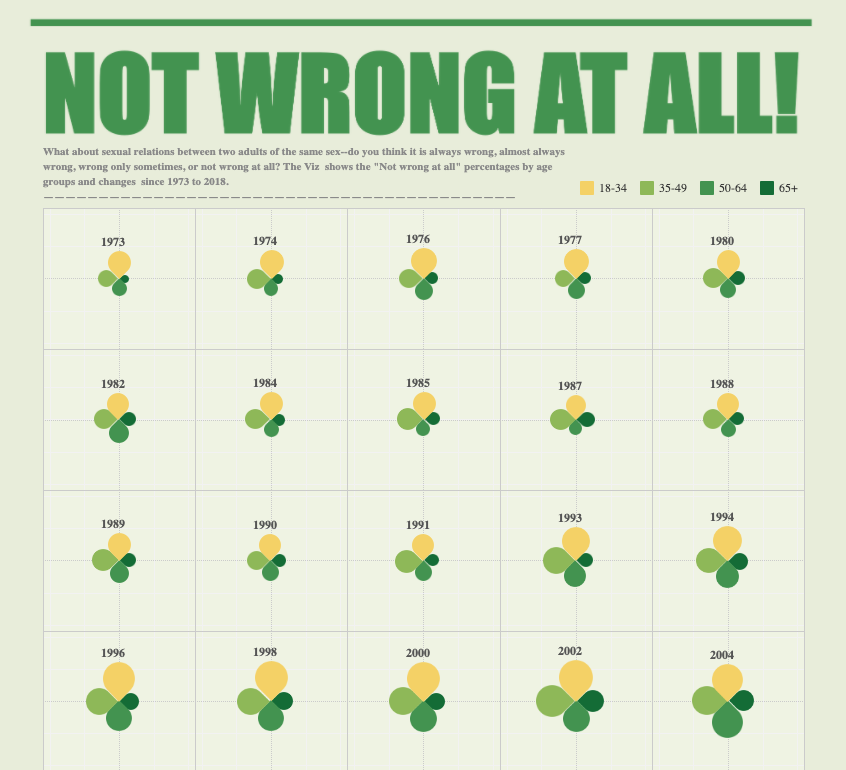 NOT WRONG AT ALL!
What about sexual relations between two adults of the same sex--do you think it is always wrong, almost always
wrong, wrong only sometimes, or not wrong at all? The Viz shows the "Not wrong at all" percentages by age
groups and changes since 1973 to 2018.
18-34 35-49 50-64 65+
1973 1974 1976 1977 1980
1982 1984 1985 1987 1988
1989 1990 1991 1993 1994
1996 1998 2000 2002 2004